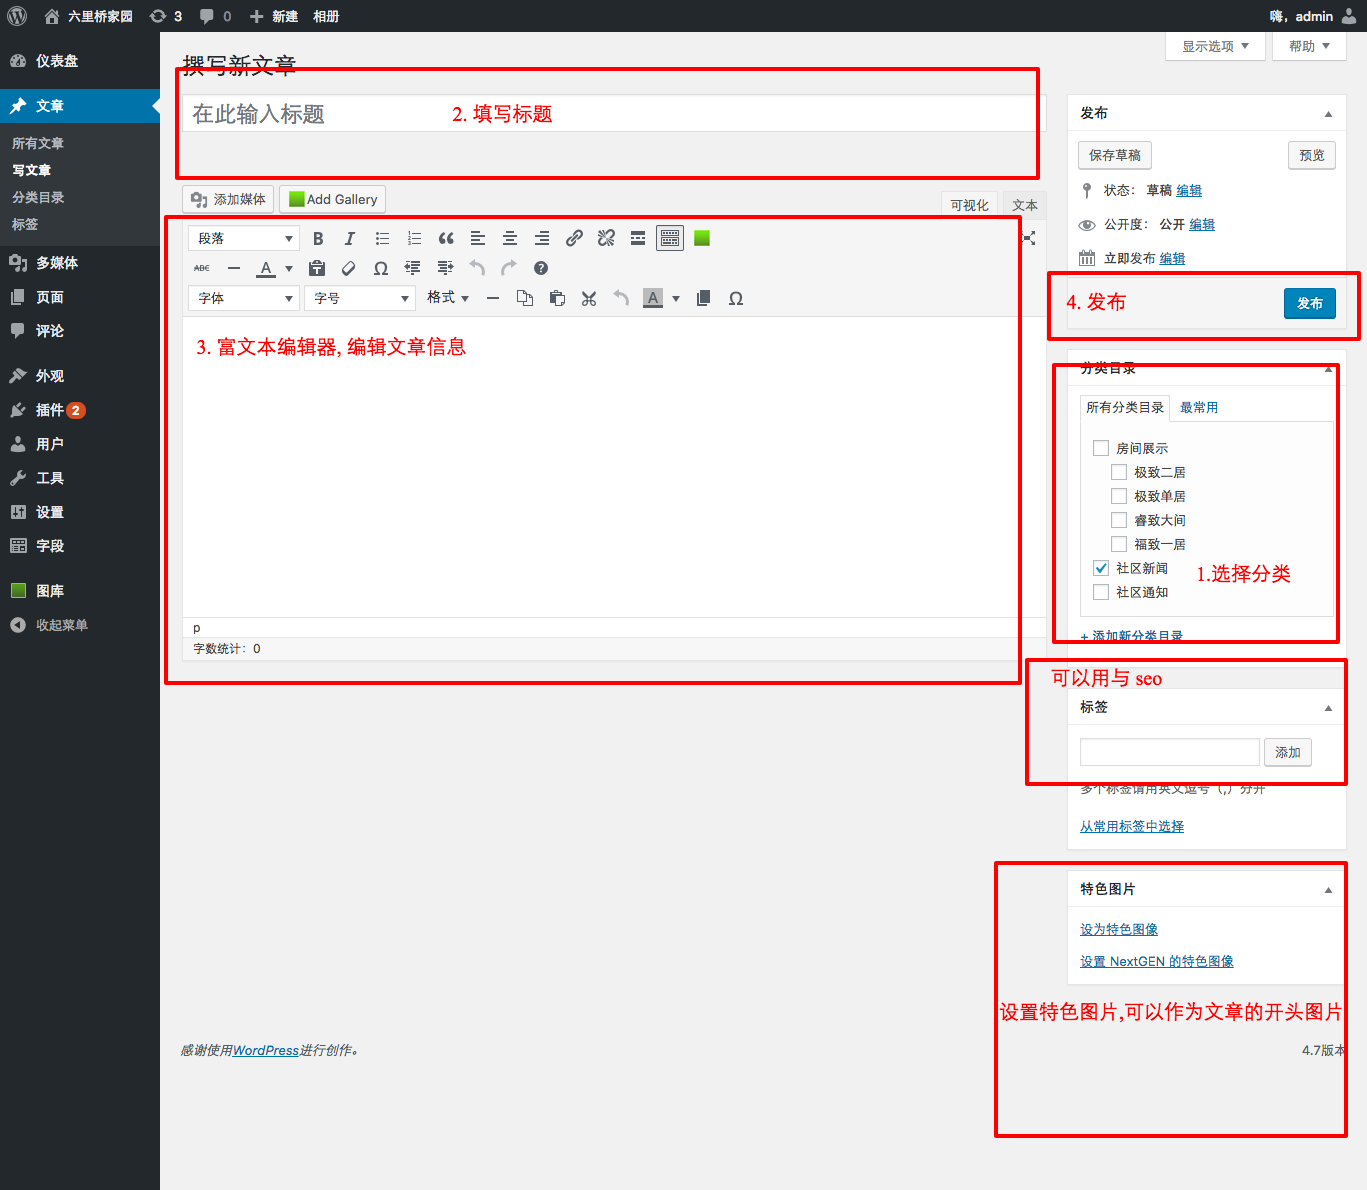 六里桥家园 3 0 新建 相册 嗨，admin
仪表盘
文章
所有文章
写文章
分类目录
标签
多媒体
页面
评论
外观
插件 2
用户
工具
设置
字段
图库
收起菜单
显示选项 帮助
撰写新文章
在此输入标题 2. 填写标题
添加媒体 Add Gallery 可视化 文本
段落 B I
ABC A Ω
字体 字号 格式 A Ω
3. 富文本编辑器, 编辑文章信息
p
字数统计：0
发布
保存草稿 预览
状态： 草稿 编辑
公开度： 公开 编辑
立即发布 编辑
4. 发布 发布
分类目录
所有分类目录 最常用
房间展示
极致二居
极致单居
睿致大间
福致一居
社区新闻
社区通知
1.选择分类
+ 添加新分类目录
可以用与 seo
标签
添加
多个标签请用英文逗号（,）分开
从常用标签中选择
特色图片
设为特色图像
设置 NextGEN 的特色图像
设置特色图片,可以作为文章的开头图片
感谢使用WordPress进行创作。 4.7版本